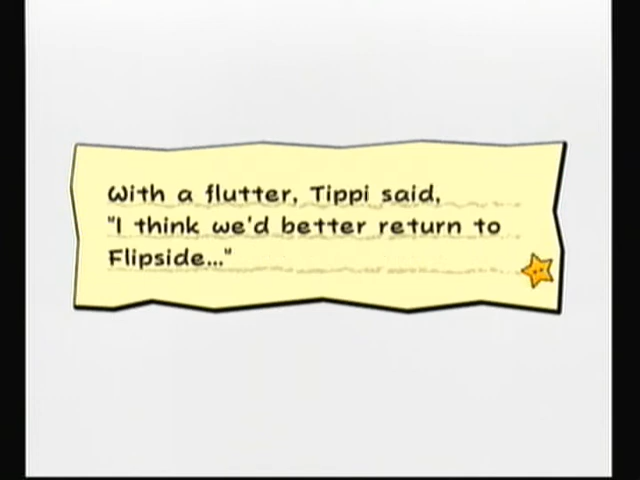 With a flutter, Tippi said,
"I think we'd better return to
Flipside..."